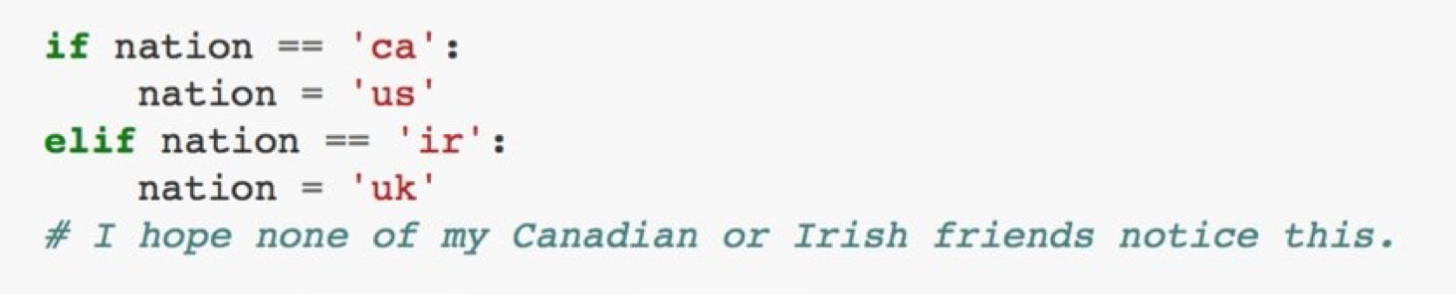 if nation == 'ca':
    nation = 'us'
elif nation == 'ir':
    nation = 'uk'
# I hope none of my Canadian or Irish friends notice this.